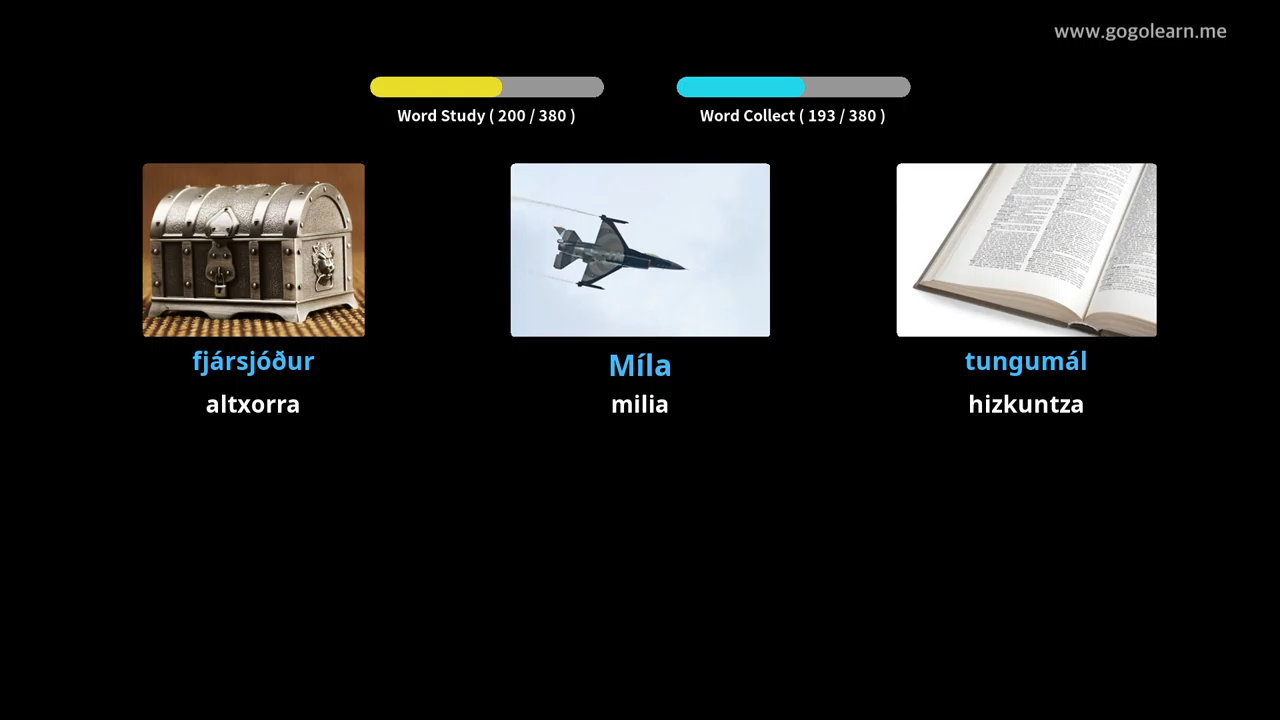 www.gogolearn.me
Word Study ( 200 / 380 )
Word Collect ( 193 / 380 )
fjársjóður
Míla
tungumál
altxorra
milia
hizkuntza